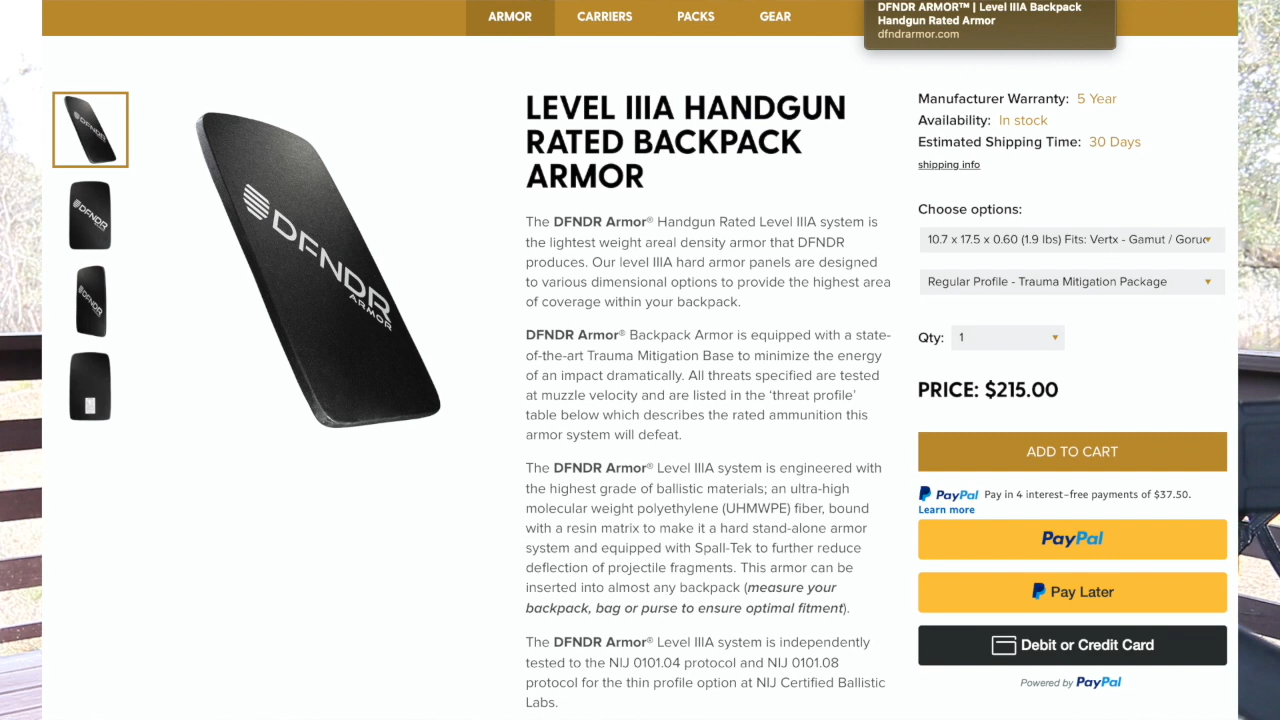 ARMOR
CARRIERS
PACKS
GEAR
DFNDR ARMOR™ | Level IIIA Backpack
Handgun Rated Armor
dfndrarmor.com
DFNDR
ARMOR
DFNDR
DFNDR
DFNDR
LEVEL IIIA HANDGUN
RATED BACKPACK
ARMOR
The DFNDR Armor® Handgun Rated Level IIIA system is
the lightest weight areal density armor that DFNDR
produces. Our level IIIA hard armor panels are designed
to various dimensional options to provide the highest area
of coverage within your backpack.
DFNDR Armor® Backpack Armor is equipped with a state-
of-the-art Trauma Mitigation Base to minimize the energy
of an impact dramatically. All threats specified are tested
at muzzle velocity and are listed in the ‘threat profile’
table below which describes the rated ammunition this
armor system will defeat.
The DFNDR Armor® Level IIIA system is engineered with
the highest grade of ballistic materials; an ultra-high
molecular weight polyethylene (UHMWPE) fiber, bound
with a resin matrix to make it a hard stand-alone armor
system and equipped with Spall-Tek to further reduce
deflection of projectile fragments. This armor can be
inserted into almost any backpack (measure your
backpack, bag or purse to ensure optimal fitment).
The DFNDR Armor® Level IIIA system is independently
tested to the NIJ 0101.04 protocol and NIJ 0101.08
protocol for the thin profile option at NIJ Certified Ballistic
Labs.
Manufacturer Warranty: 5 Year
Availability: In stock
Estimated Shipping Time: 30 Days
shipping info
Choose options:
10.7 x 17.5 x 0.60 (1.9 lbs) Fits: Vertx - Gamut / Goruc
Regular Profile - Trauma Mitigation Package
Qty: 1
PRICE: $215.00
ADD TO CART
PayPal Pay in 4 interest-free payments of $37.50.
Learn more
PayPal
Pay Later
Debit or Credit Card
Powered by PayPal